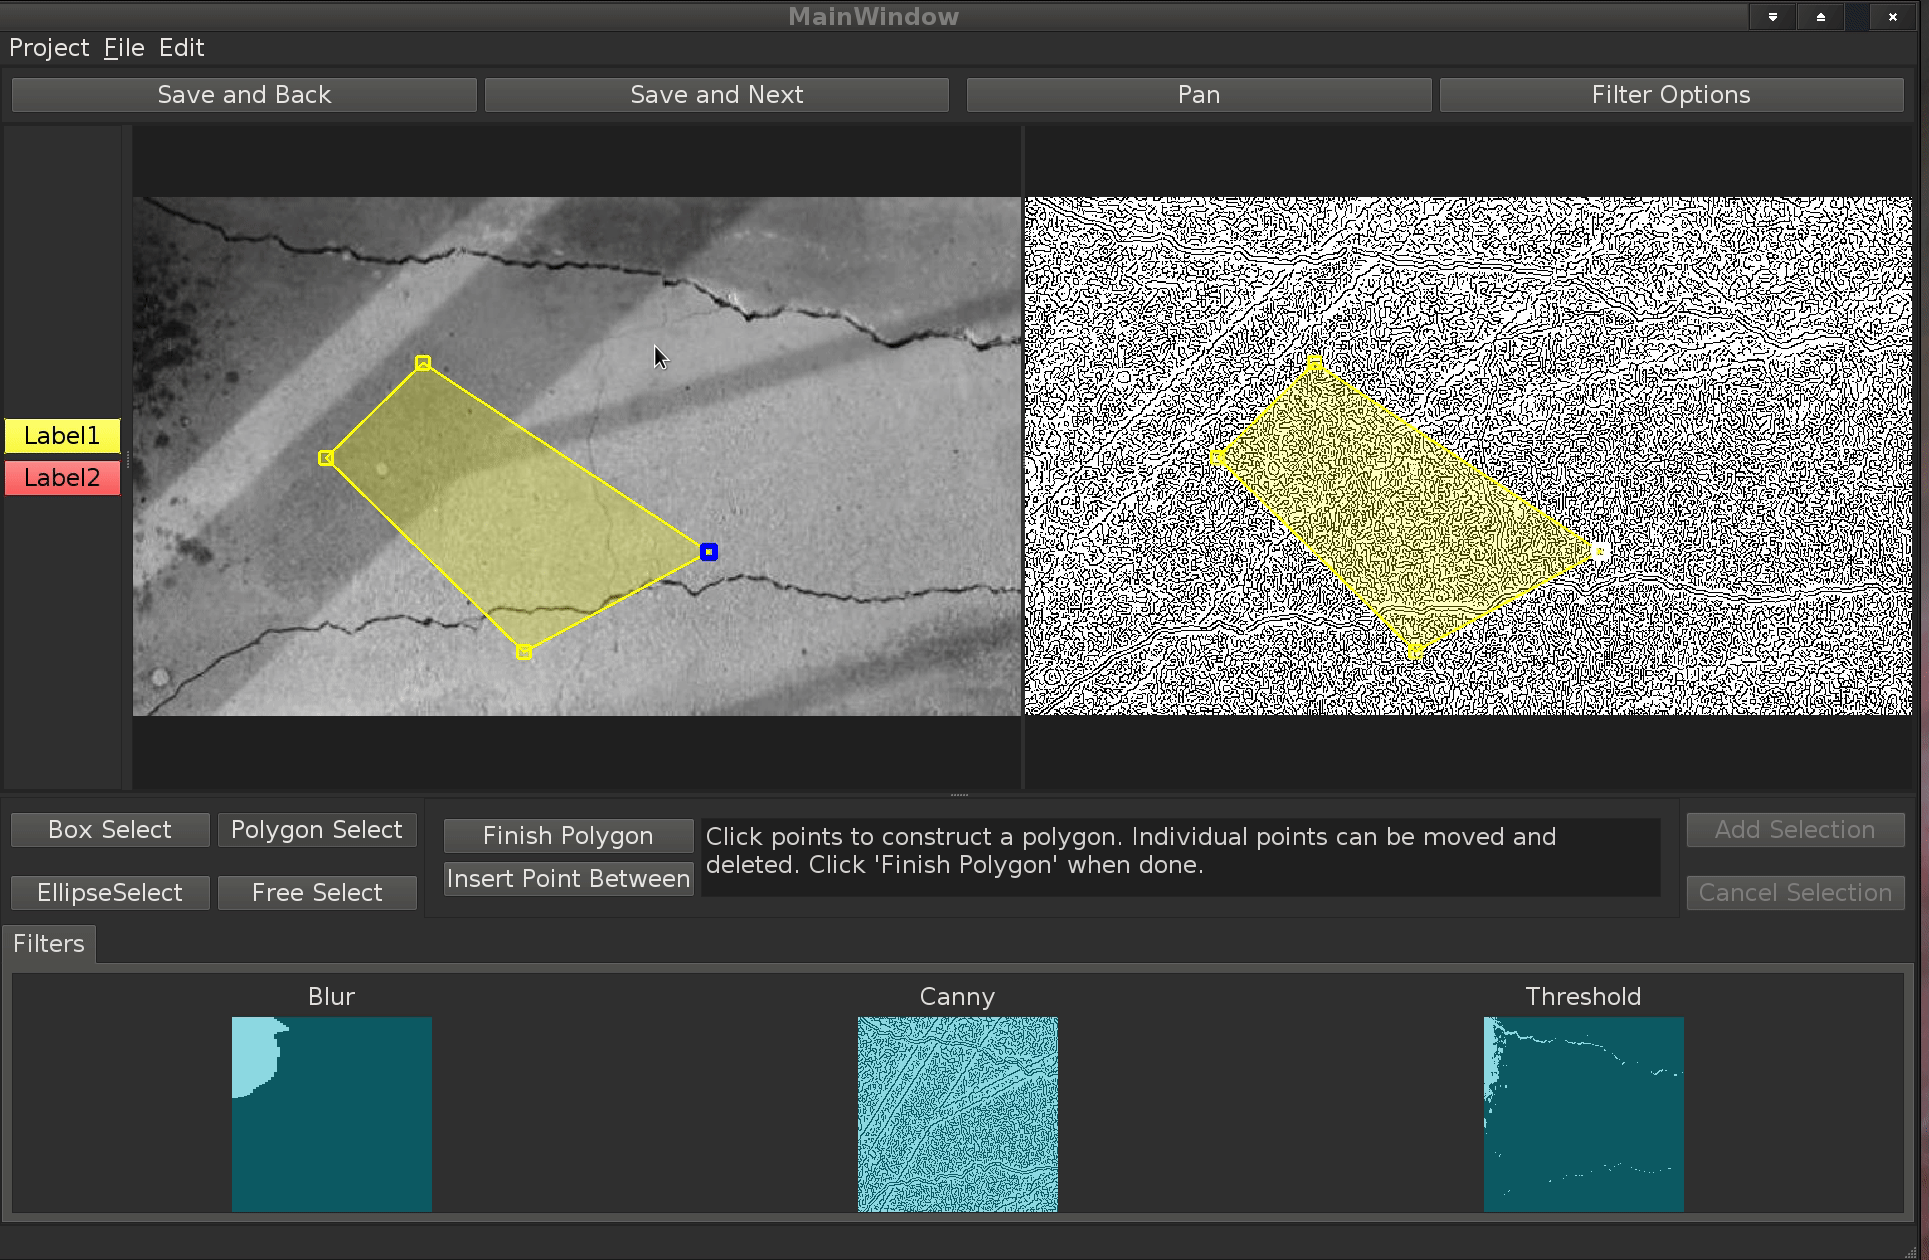 MainWindow
Project File Edit
Save and Back Save and Next Pan Filter Options
Label1
Label2
Box Select Polygon Select
EllipseSelect Free Select
Finish Polygon
Insert Point Between
Click points to construct a polygon. Individual points can be moved and
deleted. Click 'Finish Polygon' when done.
Add Selection
Cancel Selection
Filters
Blur Canny Threshold